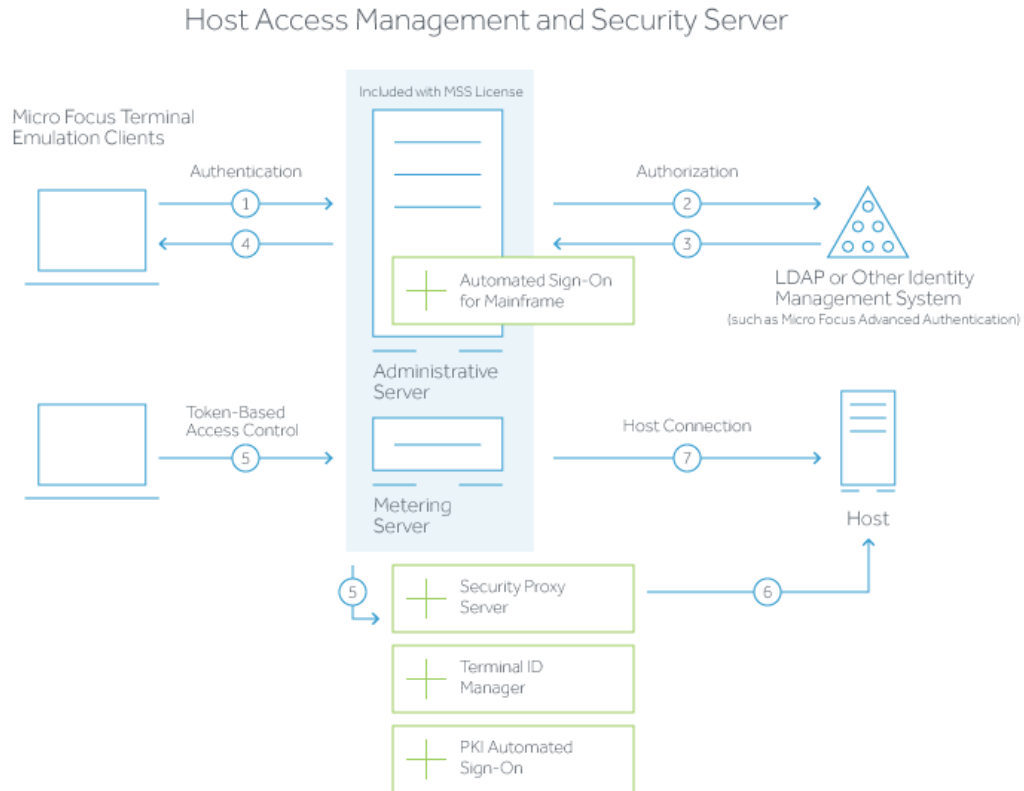 Host Access Management and Security Server
Included with MSS License
Micro Focus Terminal
Emulation Clients
Authentication
1
4
Authorization
2
3
Automated Sign-On
for Mainframe
LDAP or Other Identity
Management System
(such as Micro Focus Advanced Authentication)
Administrative
Server
Token-Based
Access Control
5
Host Connection
7
Metering
Server
Host
5
Security Proxy
Server
6
Terminal ID
Manager
PKI Automated
Sign-On